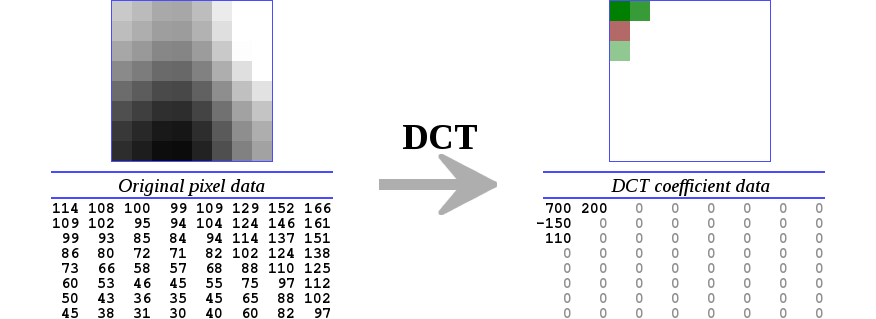 DCT
Original pixel data
114 108 100 99 109 129 152 166
109 102 95 94 104 124 146 161
99 93 85 84 94 114 137 151
86 80 72 71 82 102 124 138
73 66 58 57 68 88 110 125
60 53 46 45 55 75 97 112
50 43 36 35 45 65 88 102
45 38 31 30 40 60 82 97
DCT coefficient data
700 200 0 0 0 0 0 0
-150 0 0 0 0 0 0 0
110 0 0 0 0 0 0 0
0 0 0 0 0 0 0 0
0 0 0 0 0 0 0 0
0 0 0 0 0 0 0 0
0 0 0 0 0 0 0 0
0 0 0 0 0 0 0 0